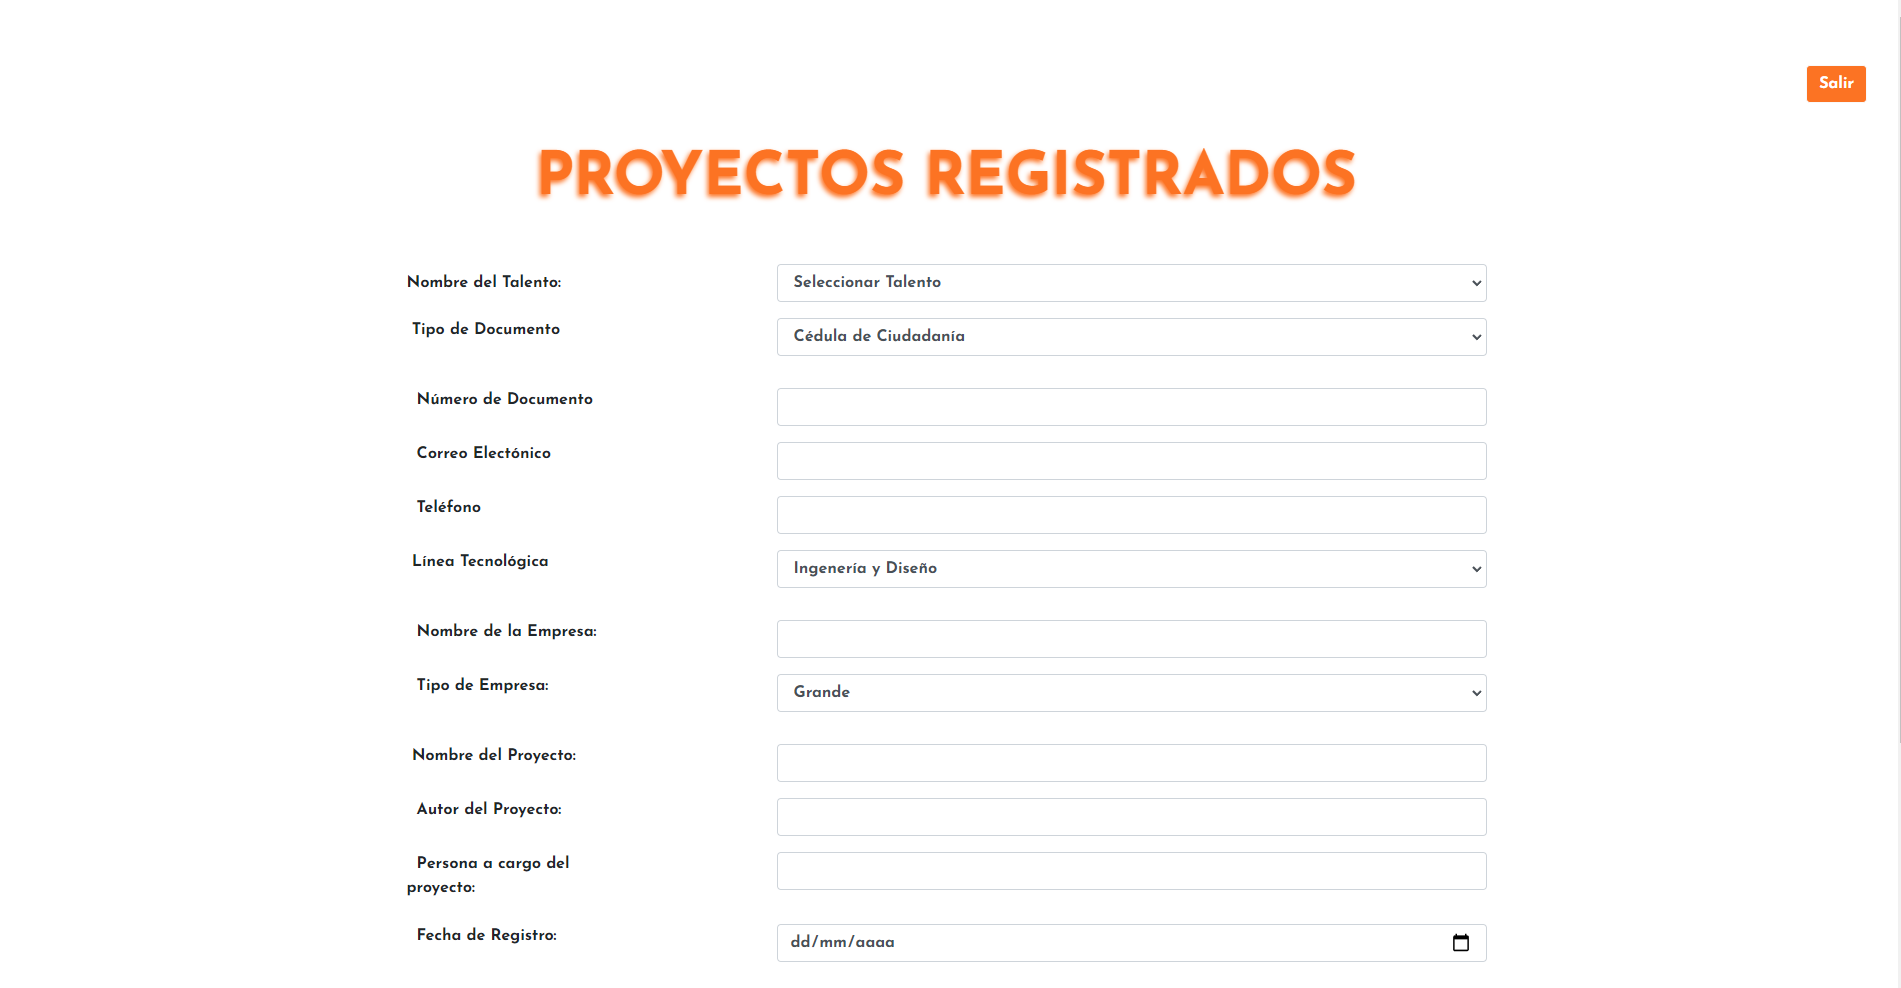 Salir
PROYECTOS REGISTRADOS
Nombre del Talento:
Seleccionar Talento
Tipo de Documento
Cédula de Ciudadanía
Número de Documento
Correo Electónico
Teléfono
Línea Tecnológica
Ingenería y Diseño
Nombre de la Empresa:
Tipo de Empresa:
Grande
Nombre del Proyecto:
Autor del Proyecto:
Persona a cargo del
proyecto:
Fecha de Registro:
dd/mm/aaaa